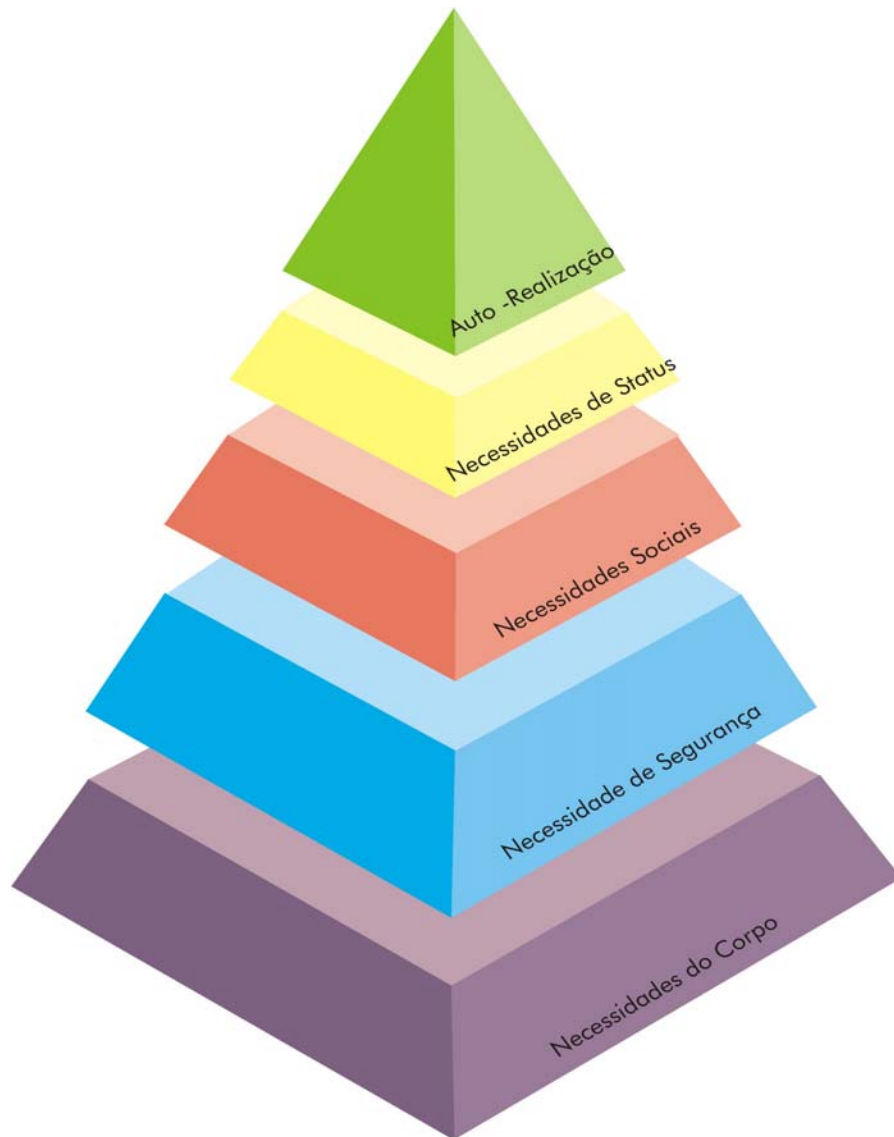 Auto -Realização
Necessidades de Status
Necessidades Sociais
Necessidade de Segurança
Necessidades do Corpo